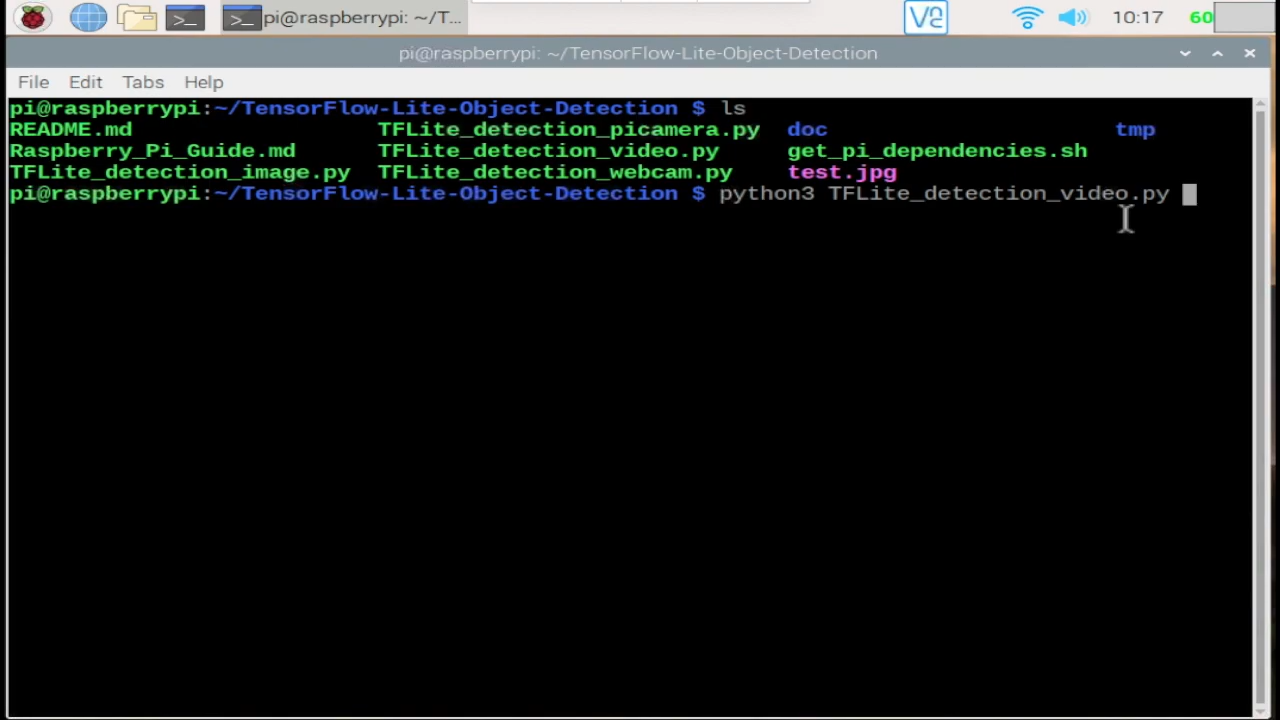 pi@raspberrypi: ~/T...
V2
10:17
60
pi@raspberrypi: ~/TensorFlow-Lite-Object-Detection
File Edit Tabs Help
pi@raspberrypi:~/TensorFlow-Lite-Object-Detection $ ls
README.md TFLite_detection_picamera.py doc tmp
Raspberry_Pi_Guide.md TFLite_detection_video.py get_pi_dependencies.sh
TFLite_detection_image.py TFLite_detection_webcam.py test.jpg
pi@raspberrypi:~/TensorFlow-Lite-Object-Detection $ python3 TFLite_detection_video.py